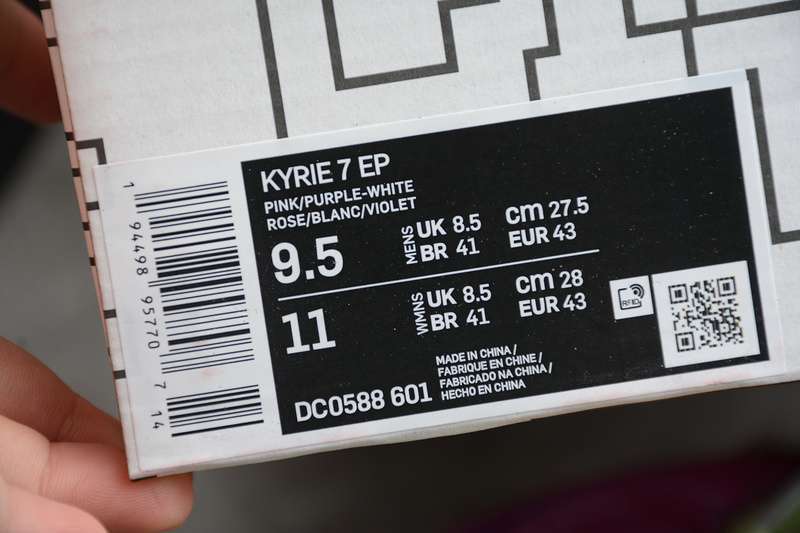 KYRIE 7 EP
PINK/PURPLE-WHITE
ROSE/BLANC/VIOLET
9.5
MENS
UK 8.5 cm 27.5
BR 41 EUR 43
11
WMNS
UK 8.5 cm 28
BR 41 EUR 43
RFID
MADE IN CHINA /
FABRIQUE EN CHINE /
FABRICADO NA CHINA /
HECHO EN CHINA
DC0588 601
1 94498 95770 7 14